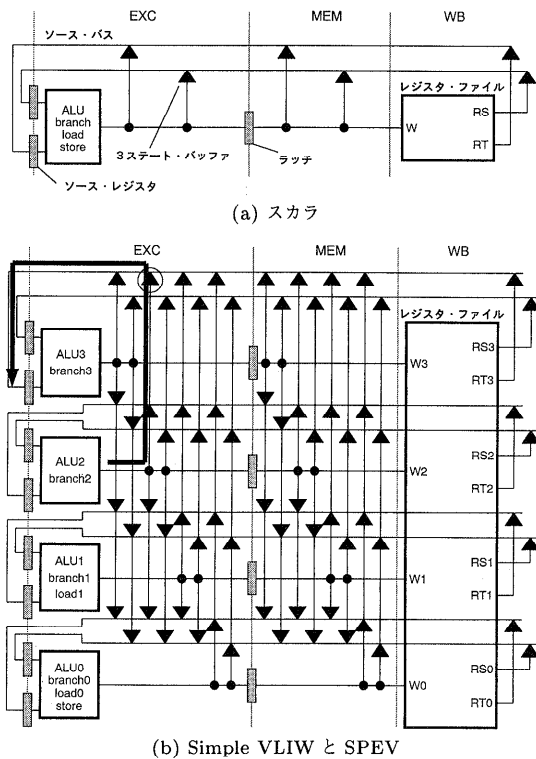 EXC MEM WB
ソース・バス
レジスタ・ファイル
ALU
branch
load
store
RS
W
RT
3ステート・バッファ
ラッチ
ソース・レジスタ
(a) スカラ
EXC MEM WB
レジスタ・ファイル
ALU3
branch3
W3
RS3
RT3
ALU2
branch2
W2
RS2
RT2
ALU1
branch1
load1
W1
RS1
RT1
ALU0
branch0
load0
store
W0
RS0
RT0
(b) Simple VLIW と SPEV